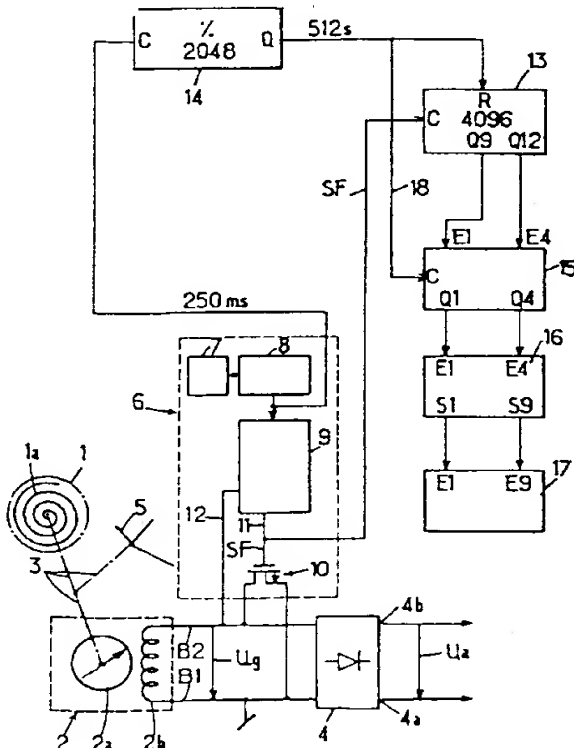 C
%
2048
Q
512s
14
13
R
C 4096
Q9 Q12
SF
18
E1 E4
C
15
Q1 Q4
250 ms
16
E1 E4
S1 S9
7
8
6
9
17
E1 E9
1a
1
5
12
11
3
SF
10
4b
B2
Ug
Ua
B1
2
2a
2b
4
4a